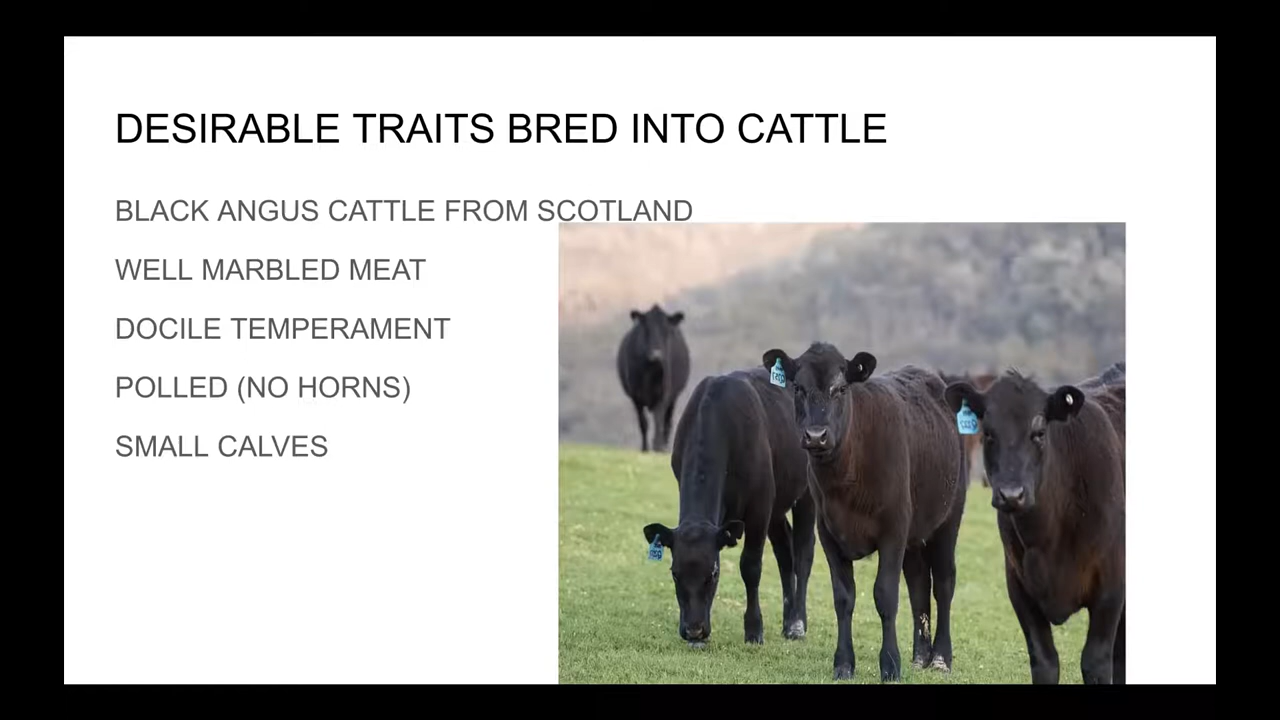 DESIRABLE TRAITS BRED INTO CATTLE
BLACK ANGUS CATTLE FROM SCOTLAND
WELL MARBLED MEAT
DOCILE TEMPERAMENT
POLLED (NO HORNS)
SMALL CALVES